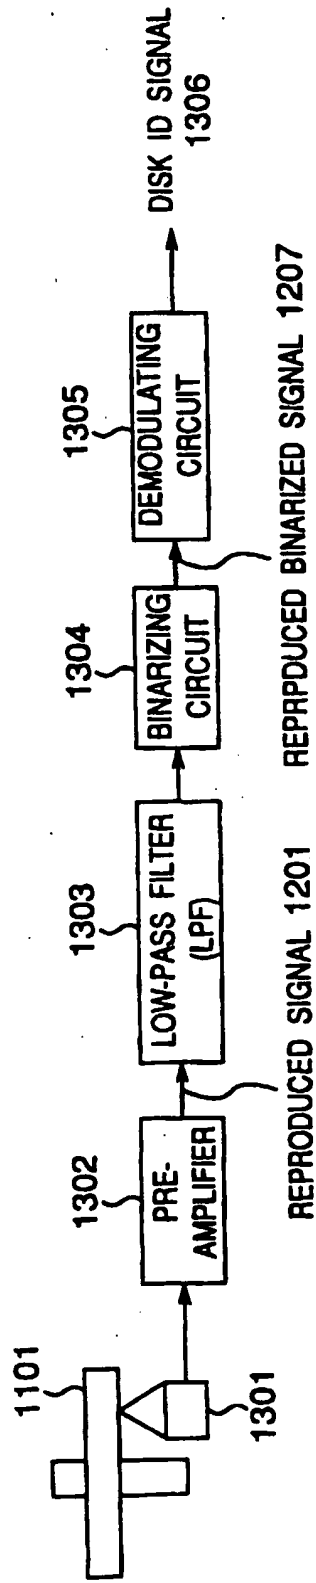 1101
1301
1302
PRE-
AMPLIFIER
REPRODUCED SIGNAL 1201
1303
LOW-PASS FILTER
(LPF)
1304
BINARIZING
CIRCUIT
REPRPDUCED BINARIZED SIGNAL 1207
1305
DEMODULATING
CIRCUIT
DISK ID SIGNAL
1306